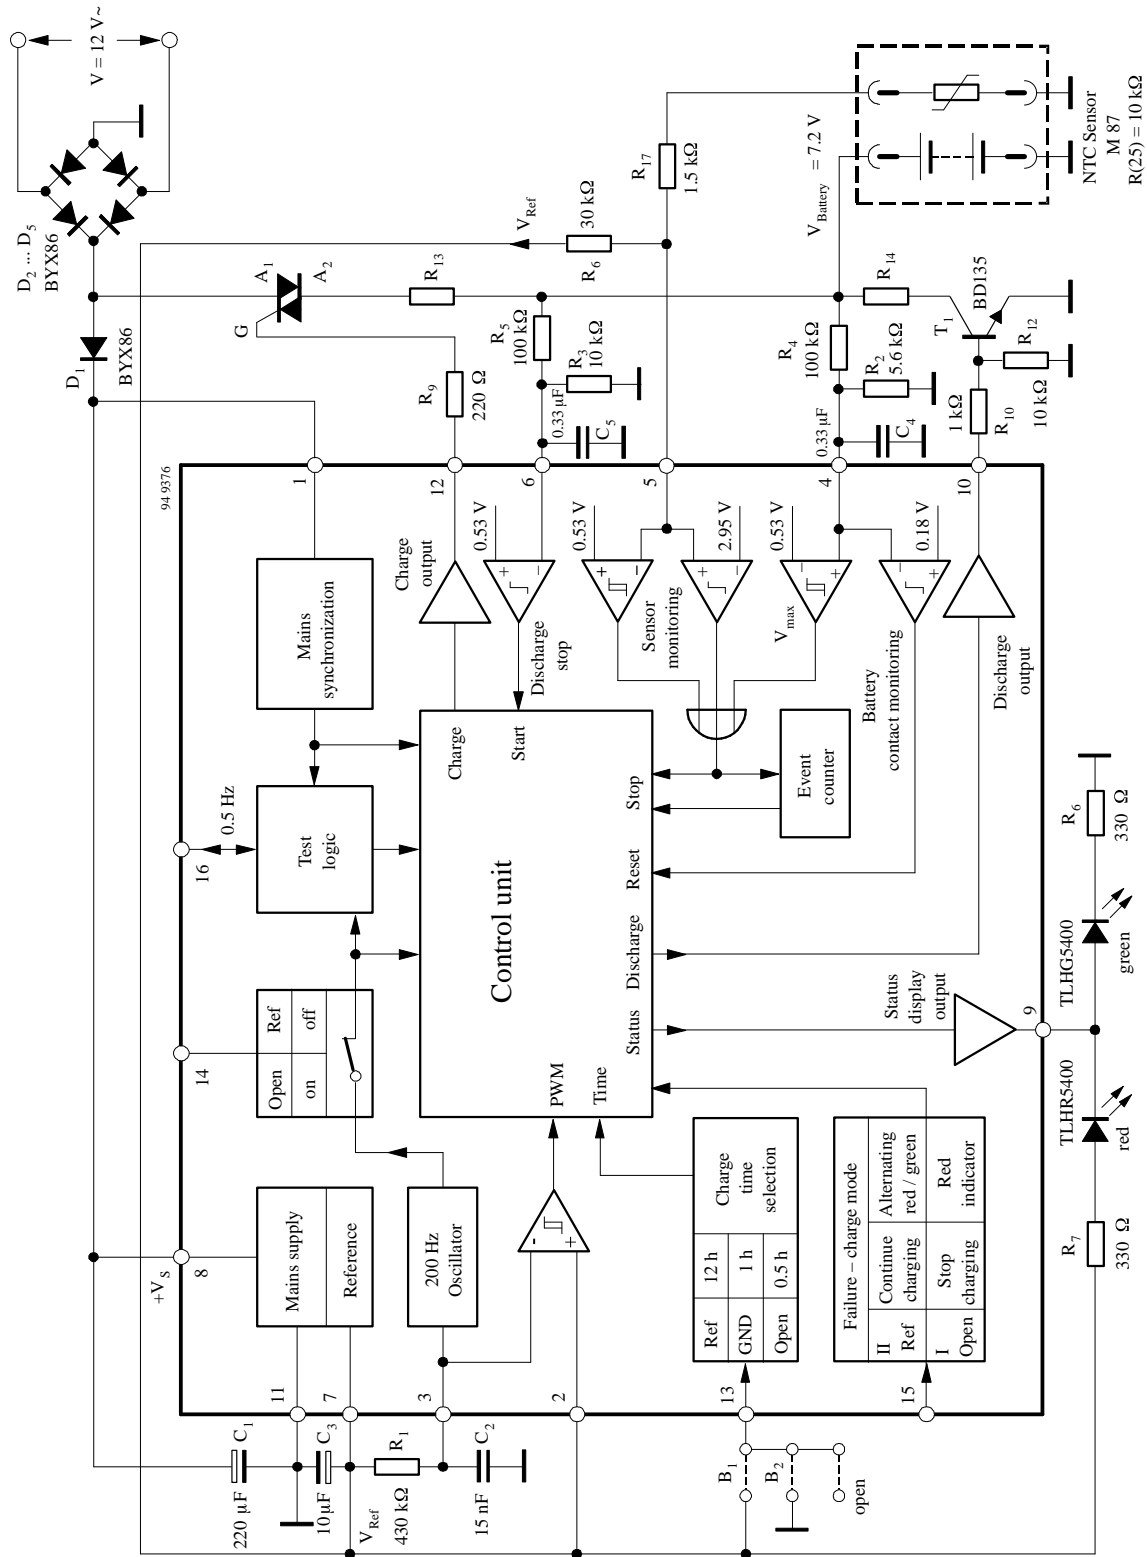 V = 12 V~
D2 ... D5
BYX86
D1
BYX86
A1
A2
G
R13
R9
220 Ω
VRef
30 kΩ
R6
R17
1.5 kΩ
VBattery = 7.2 V
NTC Sensor
M 87
R(25) = 10 kΩ
R5
100 kΩ
R3
10 kΩ
0.33 µF
C5
R4
100 kΩ
R2
5.6 kΩ
0.33 µF
C4
R14
T1
BD135
1 kΩ
R10
R12
10 kΩ
94 9376
1
12
6
5
4
10
Mains
synchronization
Charge
output
0.53 V
+
−
Discharge
stop
0.53 V
+
−
Sensor
monitoring
2.95 V
+
−
0.53 V
−
+
Vmax
0.18 V
−
+
Battery
contact monitoring
Discharge
output
16
0.5 Hz
Test
logic
Charge
Start
Stop
Event
counter
Reset
Discharge
Status
Control unit
PWM
Time
14
Open
Ref
on
off
Status
display
output
9
+VS
8
Mains supply
Reference
200 Hz
Oscillator
-
+
Charge
time
selection
Ref
12 h
GND
1 h
Open
0.5 h
Failure – charge mode
II
Ref
Continue
charging
Alternating
red / green
I
Open
Stop
charging
Red
indicator
11
7
3
2
13
15
C1
220 µF
C3
10 µF
VRef
R1
430 kΩ
C2
15 nF
B1
B2
open
R7
330 Ω
TLHR5400
red
TLHG5400
green
R6
330 Ω